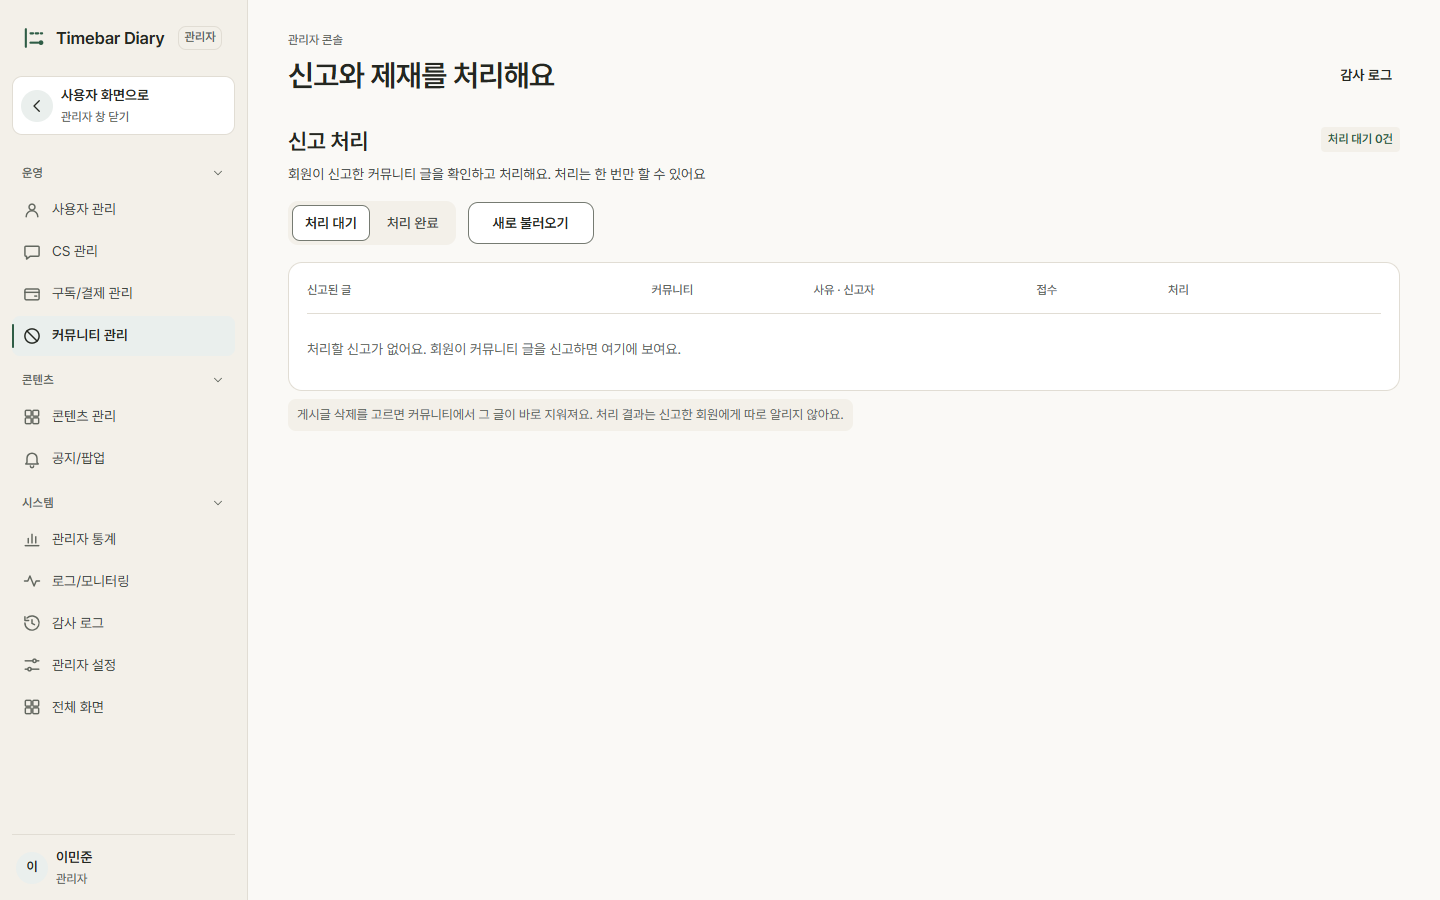 Timebar Diary
관리자
사용자 화면으로
관리자 창 닫기
운영
사용자 관리
CS 관리
구독/결제 관리
커뮤니티 관리
콘텐츠
콘텐츠 관리
공지/팝업
시스템
관리자 통계
로그/모니터링
감사 로그
관리자 설정
전체 화면
이
이민준
관리자
관리자 콘솔
신고와 제재를 처리해요
감사 로그
신고 처리
처리 대기 0건
회원이 신고한 커뮤니티 글을 확인하고 처리해요. 처리는 한 번만 할 수 있어요
처리 대기
처리 완료
새로 불러오기
신고된 글
커뮤니티
사유 · 신고자
접수
처리
처리할 신고가 없어요. 회원이 커뮤니티 글을 신고하면 여기에 보여요.
게시글 삭제를 고르면 커뮤니티에서 그 글이 바로 지워져요. 처리 결과는 신고한 회원에게 따로 알리지 않아요.